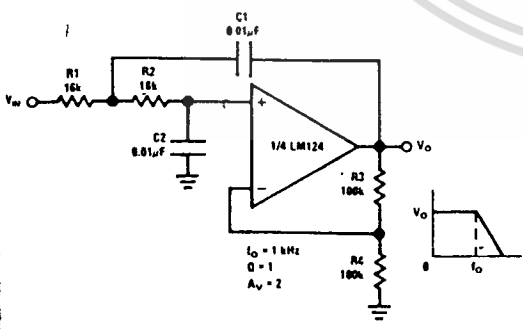 C1
0.01µF
R1
16k
R2
16k
VIN
C2
0.01µF
+
1/4 LM124
−
VO
R3
100k
R4
100k
fO = 1 kHz
Q = 1
AV = 2
VO
0
fO